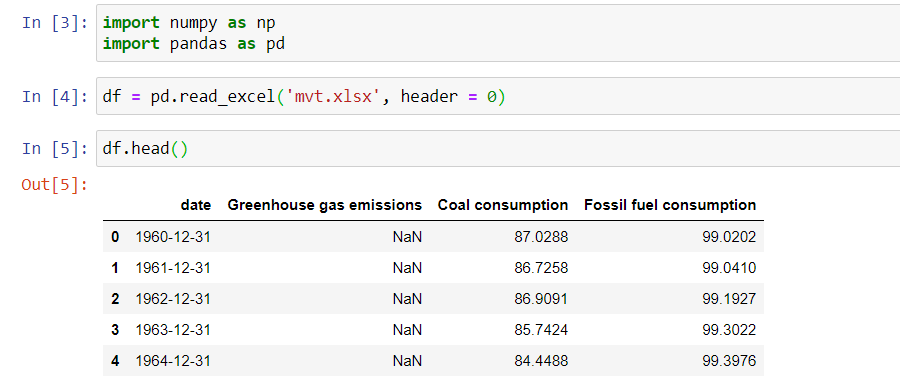 In [3]: import numpy as np
import pandas as pd
In [4]: df = pd.read_excel('mvt.xlsx', header = 0)
In [5]: df.head()
Out[5]:
date Greenhouse gas emissions Coal consumption Fossil fuel consumption
0 1960-12-31 NaN 87.0288 99.0202
1 1961-12-31 NaN 86.7258 99.0410
2 1962-12-31 NaN 86.9091 99.1927
3 1963-12-31 NaN 85.7424 99.3022
4 1964-12-31 NaN 84.4488 99.3976